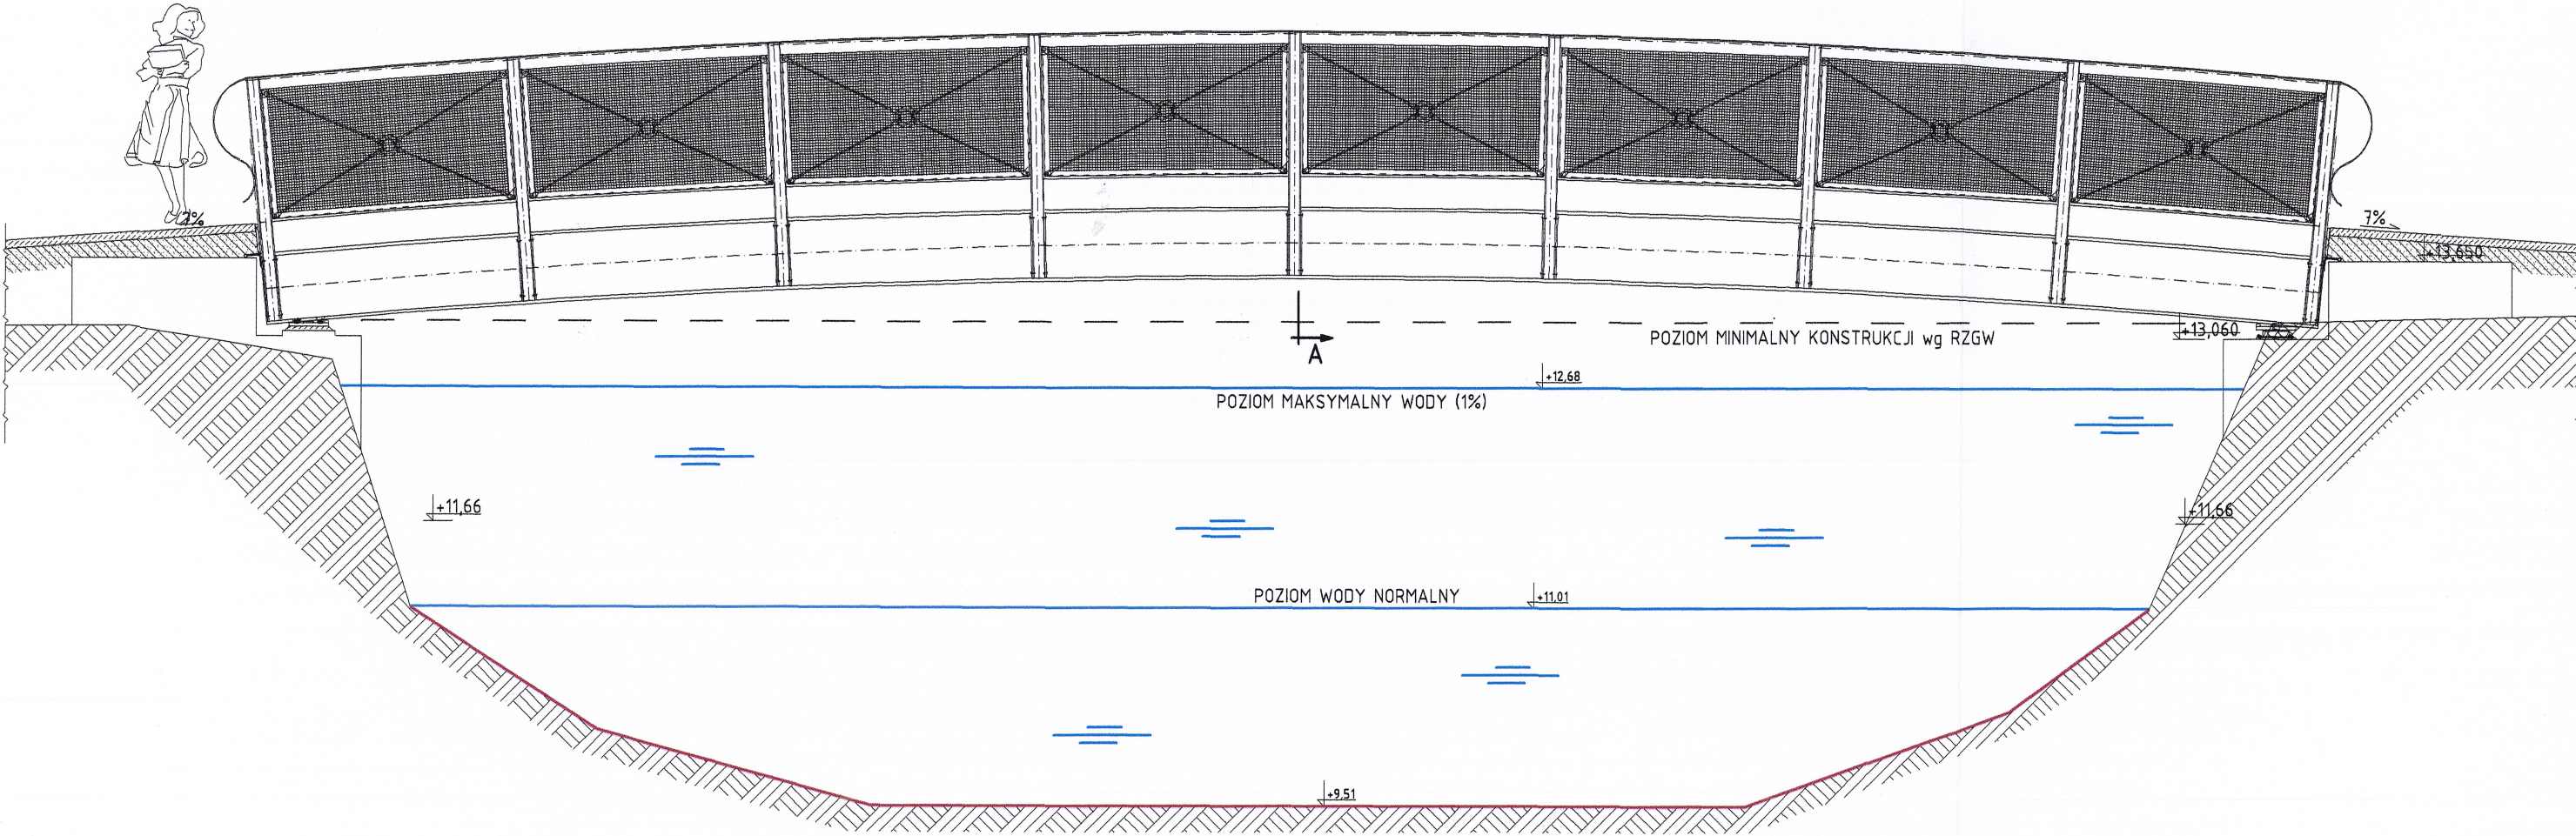 7%
7%
+13,650
+13,060
POZIOM MINIMALNY KONSTRUKCJI wg RZGW
A
+12,68
POZIOM MAKSYMALNY WODY (1%)
+11,66
+11,66
POZIOM WODY NORMALNY
+11,01
+9,51